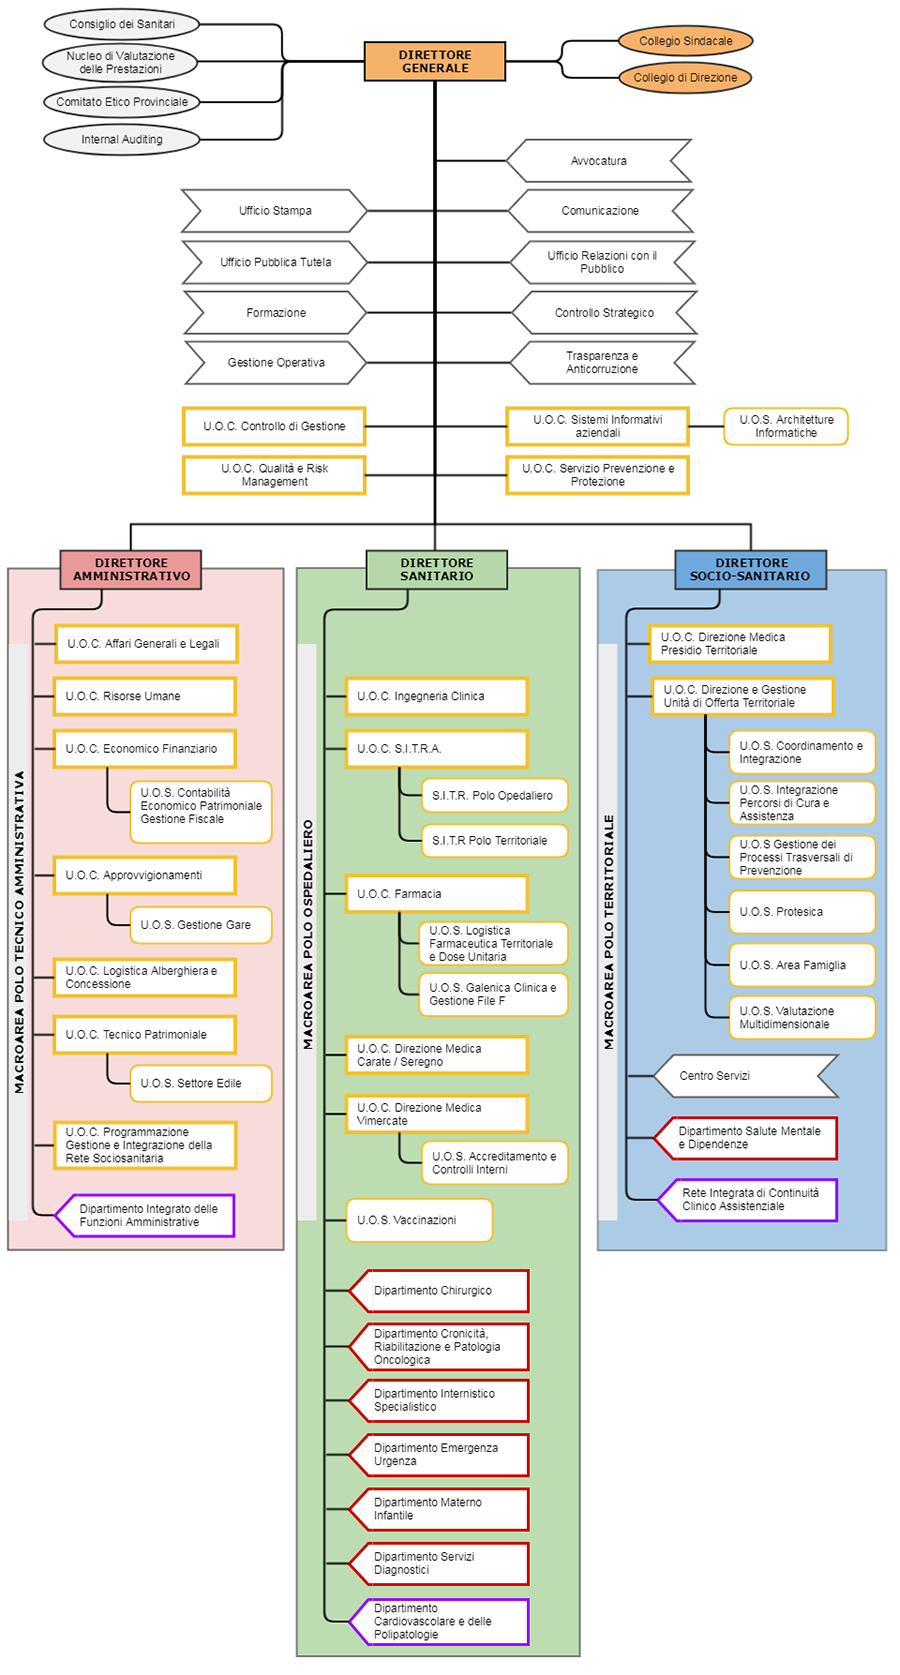 Consiglio dei Sanitari
Nucleo di Valutazione
delle Prestazioni
Comitato Etico Provinciale
Internal Auditing
DIRETTORE
GENERALE
Collegio Sindacale
Collegio di Direzione
Avvocatura
Ufficio Stampa
Comunicazione
Ufficio Pubblica Tutela
Ufficio Relazioni con il
Pubblico
Formazione
Controllo Strategico
Gestione Operativa
Trasparenza e
Anticorruzione
U.O.C. Controllo di Gestione
U.O.C. Sistemi Informativi
aziendali
U.O.S. Architetture
Informatiche
U.O.C. Qualità e Risk
Management
U.O.C. Servizio Prevenzione e
Protezione
DIRETTORE
AMMINISTRATIVO
MACROAREA POLO TECNICO AMMINISTRATIVA
U.O.C. Affari Generali e Legali
U.O.C. Risorse Umane
U.O.C. Economico Finanziario
U.O.S. Contabilità
Economico Patrimoniale
Gestione Fiscale
U.O.C. Approvvigionamenti
U.O.S. Gestione Gare
U.O.C. Logistica Alberghiera e
Concessione
U.O.C. Tecnico Patrimoniale
U.O.S. Settore Edile
U.O.C. Programmazione
Gestione e Integrazione della
Rete Sociosanitaria
Dipartimento Integrato delle
Funzioni Amministrative
DIRETTORE
SANITARIO
MACROAREA POLO OSPEDALIERO
U.O.C. Ingegneria Clinica
U.O.C. S.I.T.R.A.
S.I.T.R. Polo Opedaliero
S.I.T.R Polo Territoriale
U.O.C. Farmacia
U.O.S. Logistica
Farmaceutica Territoriale
e Dose Unitaria
U.O.S. Galenica Clinica e
Gestione File F
U.O.C. Direzione Medica
Carate / Seregno
U.O.C. Direzione Medica
Vimercate
U.O.S. Accreditamento e
Controlli Interni
U.O.S. Vaccinazioni
Dipartimento Chirurgico
Dipartimento Cronicità,
Riabilitazione e Patologia
Oncologica
Dipartimento Internistico
Specialistico
Dipartimento Emergenza
Urgenza
Dipartimento Materno
Infantile
Dipartimento Servizi
Diagnostici
Dipartimento
Cardiovascolare e delle
Polipatologie
DIRETTORE
SOCIO-SANITARIO
MACROAREA POLO TERRITORIALE
U.O.C. Direzione Medica
Presidio Territoriale
U.O.C. Direzione e Gestione
Unità di Offerta Territoriale
U.O.S. Coordinamento e
Integrazione
U.O.S. Integrazione
Percorsi di Cura e
Assistenza
U.O.S Gestione dei
Processi Trasversali di
Prevenzione
U.O.S. Protesica
U.O.S. Area Famiglia
U.O.S. Valutazione
Multidimensionale
Centro Servizi
Dipartimento Salute Mentale
e Dipendenze
Rete Integrata di Continuità
Clinico Assistenziale